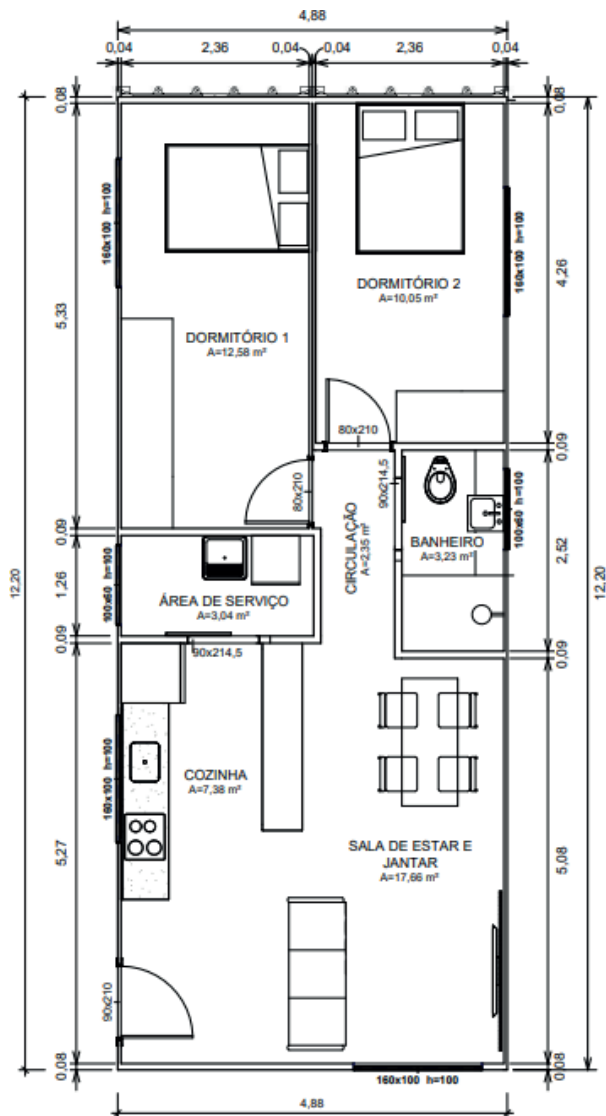 4,88
0,04 2,36 0,04 0,04 2,36 0,04
0,08
0,08
160x100 h=100
160x100 h=100
DORMITÓRIO 2
A=10,05 m²
4,26
5,33
DORMITÓRIO 1
A=12,58 m²
80x210
0,09
80x210
90x214,5
100x60 h=100
CIRCULAÇÃO
A=2,35 m²
BANHEIRO
A=3,23 m²
2,52
0,09
12,20
12,20
1,26
100x60 h=100
ÁREA DE SERVIÇO
A=3,04 m²
0,09
90x214,5
0,09
160x100 h=100
COZINHA
A=7,38 m²
SALA DE ESTAR E
JANTAR
A=17,66 m²
5,27
5,08
90x210
0,08
0,08
160x100 h=100
4,88